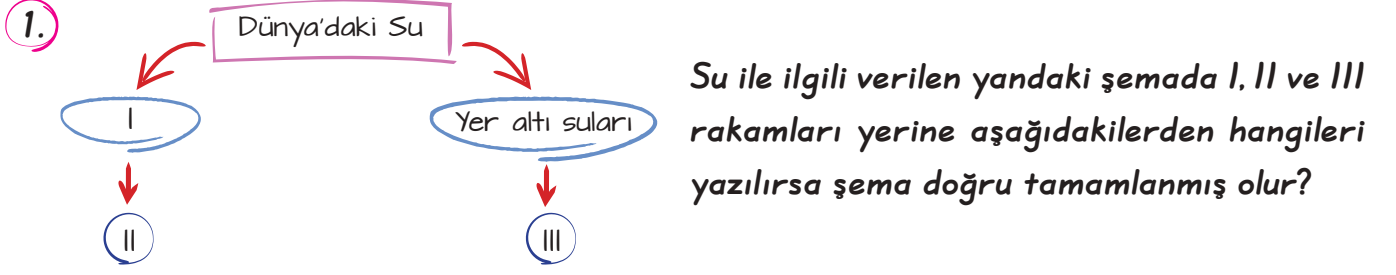 1.
Dünya'daki Su
I
Yer altı suları
II
III
Su ile ilgili verilen yandaki şemada I, II ve III
rakamları yerine aşağıdakilerden hangileri
yazılırsa şema doğru tamamlanmış olur?